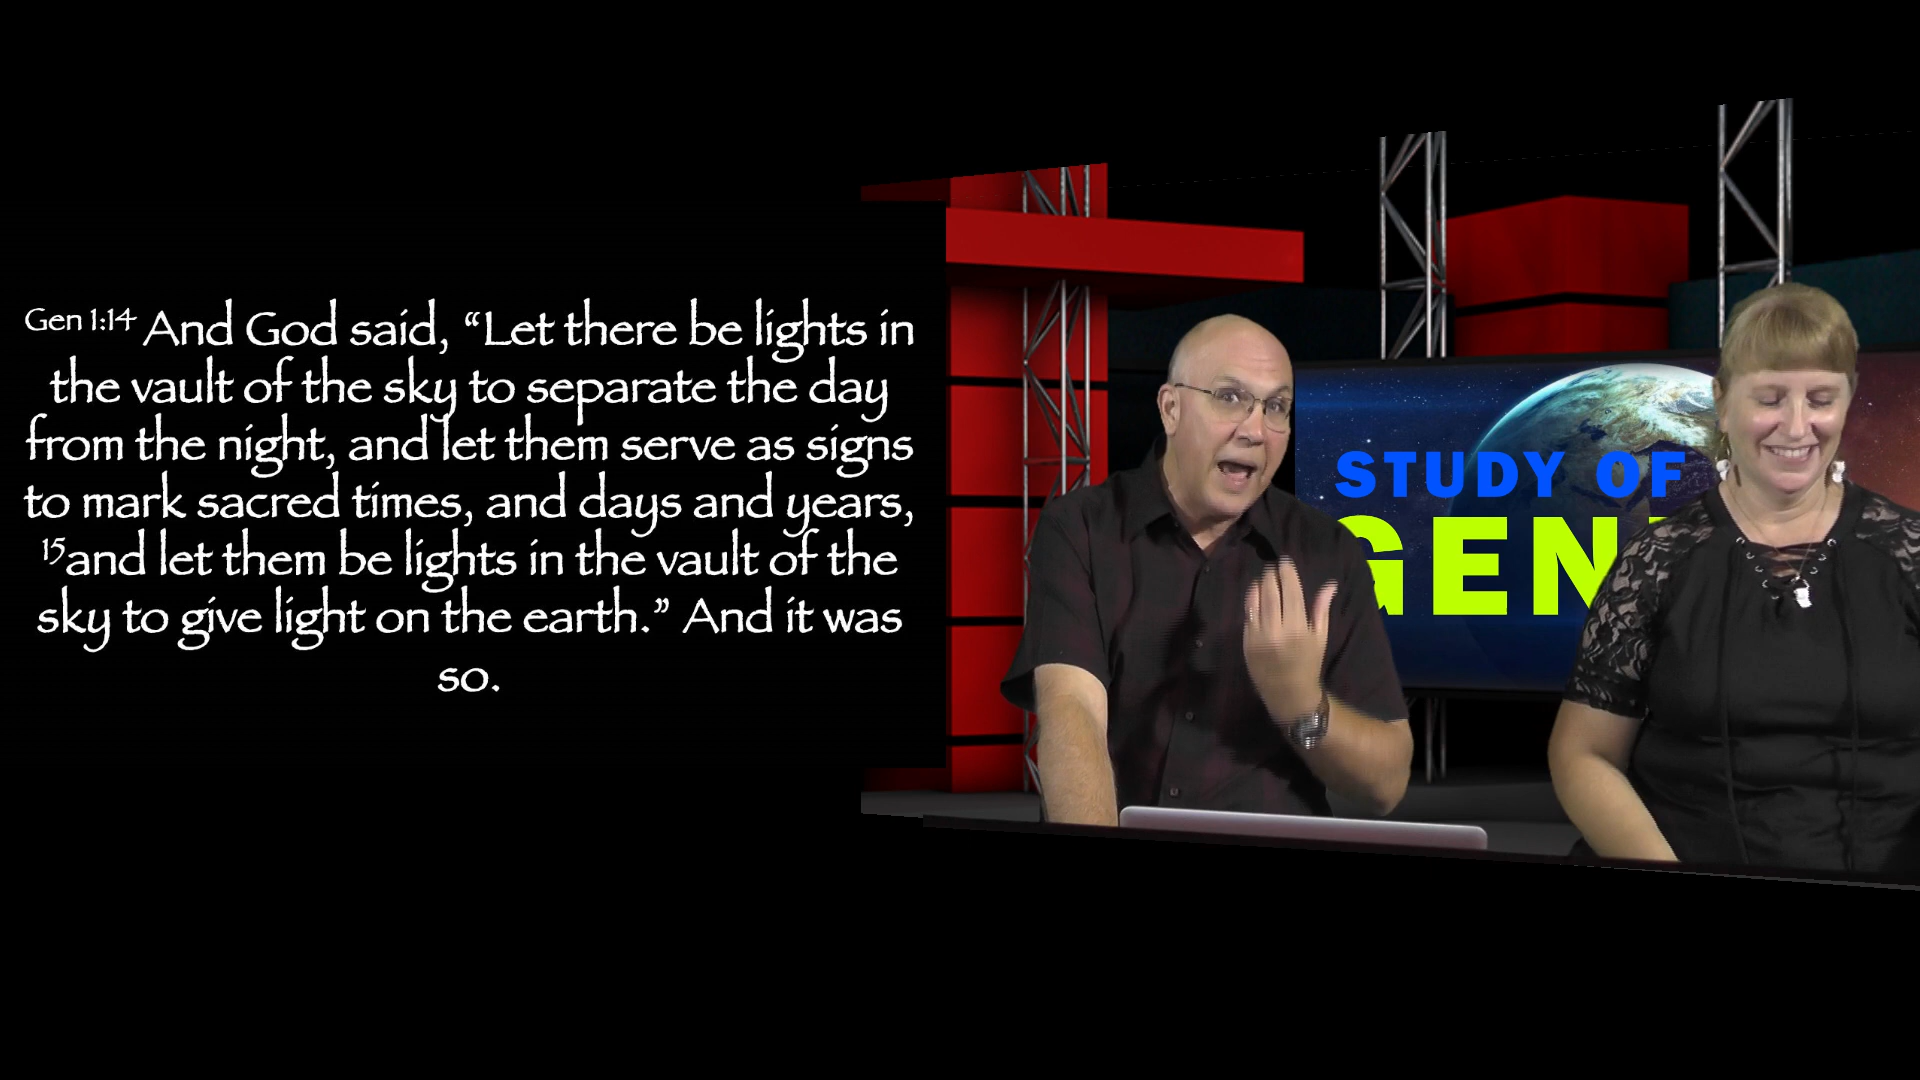 Gen 1:14 And God said, “Let there be lights in
the vault of the sky to separate the day
from the night, and let them serve as signs
to mark sacred times, and days and years,
15and let them be lights in the vault of the
sky to give light on the earth.” And it was
so.
STUDY OF
GEN